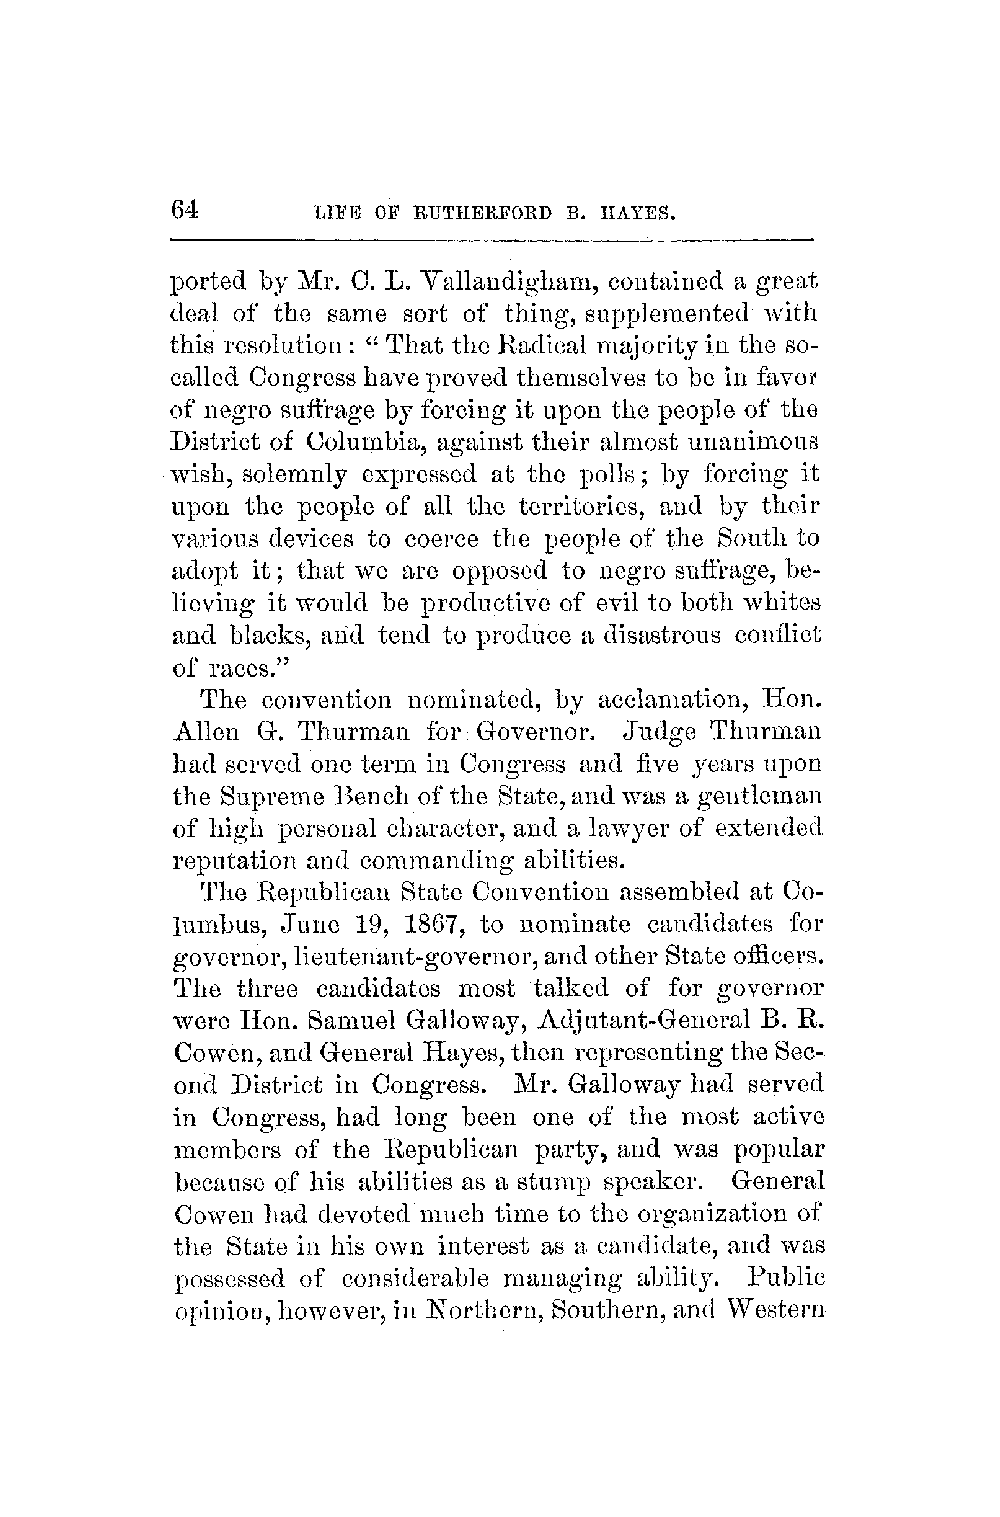 64 LIFE OF RUTHERFORD B. HAYES.
ported by Mr. C. L. Vallandigham, contained a great
deal of the same sort of thing, supplemented with
this resolution: "That the Radical majority in the so-
called Congress have proved themselves to be in favor
of negro suffrage by forcing it upon the people of the
District of Columbia, against their almost unanimous
wish, solemnly expressed at the polls; by forcing it
upon the people of all the territories, and by their
various devices to coerce the people of the South to
adopt it; that we are opposed to negro suffrage, be-
lieving it would be productive of evil to both whites
and blacks, and tend to produce a disastrous conflict
of races."
The convention nominated, by acclamation, Hon.
Allen G. Thurman for Governor. Judge Thurman
had served one term in Congress and five years upon
the Supreme Bench of the State, and was a gentleman
of high personal character, and a lawyer of extended
reputation and commanding abilities.
The Republican State Convention assembled at Co-
lumbus, June 19, 1867, to nominate candidates for
governor, lieutenant-governor, and other State officers.
The three candidates most talked of for governor
were Hon. Samuel Galloway, Adjutant-General B. R.
Cowen, and General Hayes, then representing the Sec-
ond District in Congress. Mr. Galloway had served
in Congress, had long been one of the most active
members of the Republican party, and was popular
because of his abilities as a stump speaker. General
Cowen had devoted much time to the organization of
the State in his own interest as a candidate, and was
possessed of considerable managing ability. Public
opinion, however, in Northern, Southern, and Western